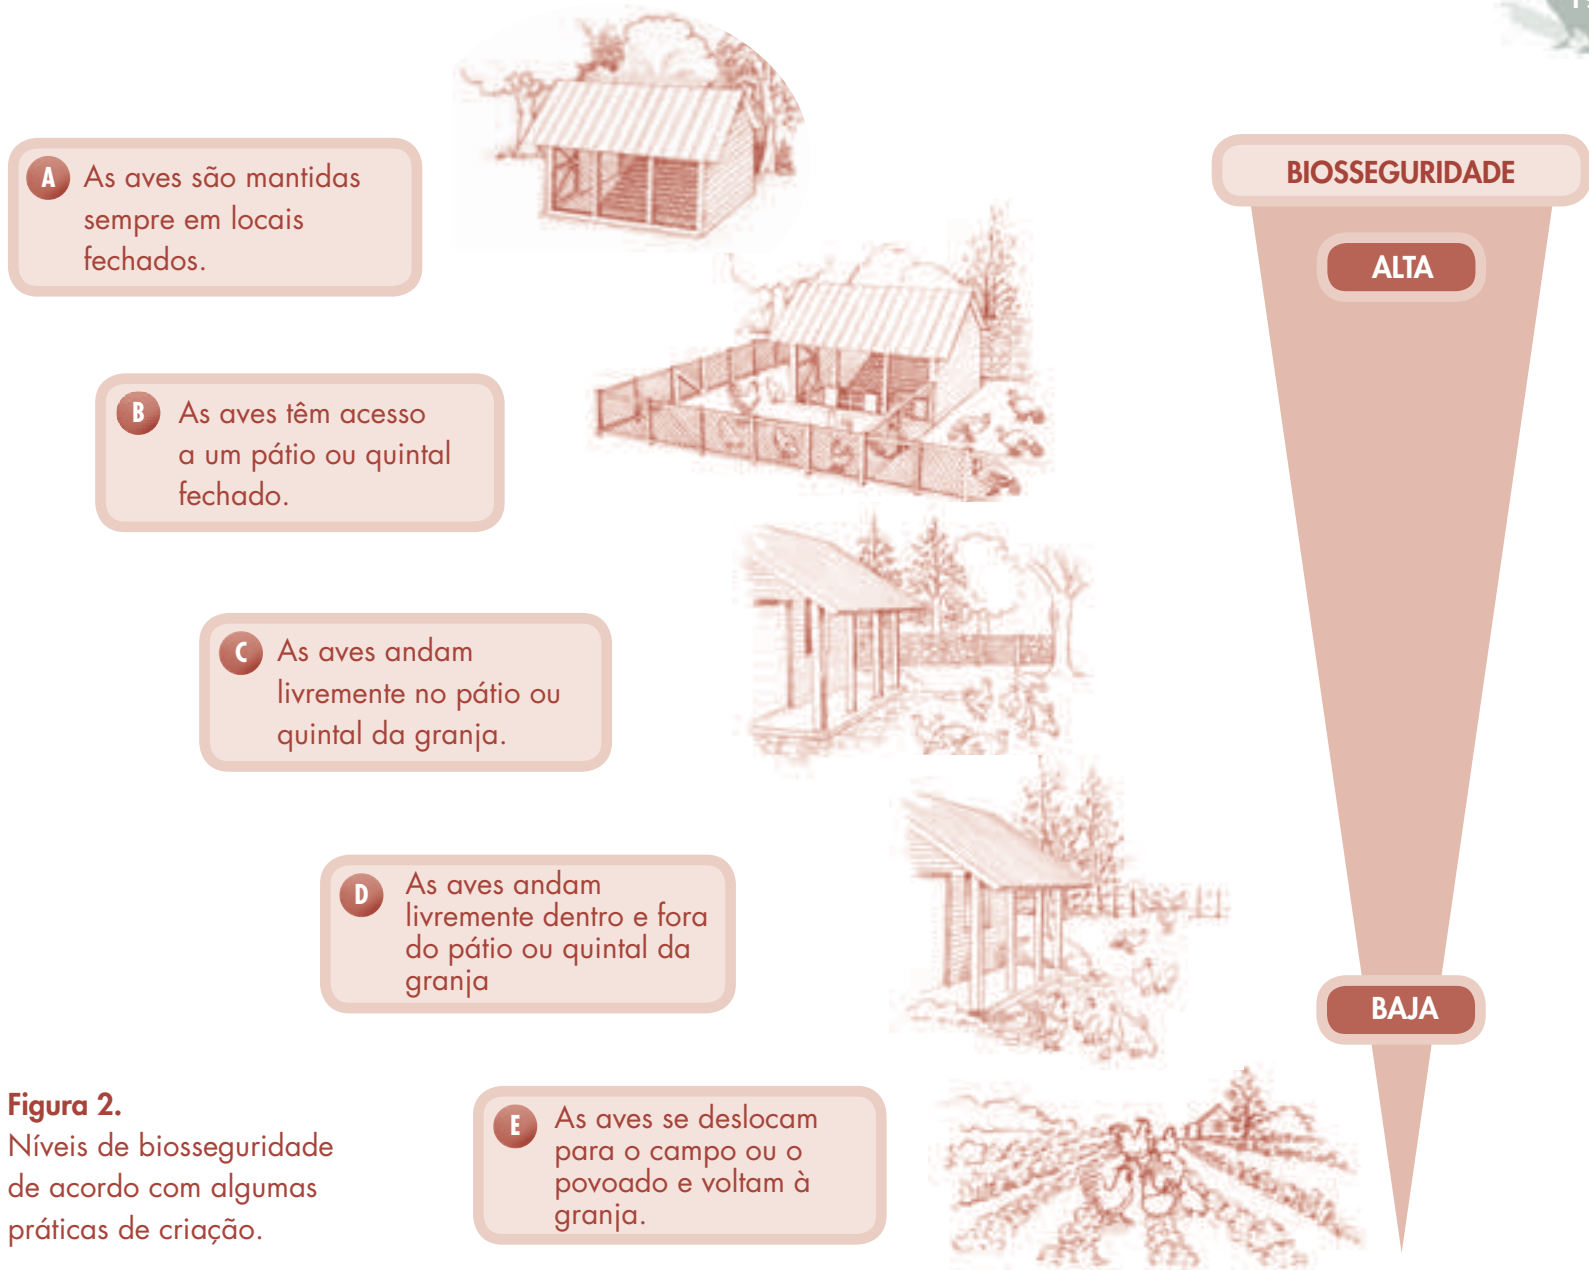 A As aves são mantidas
sempre em locais
fechados.
BIOSSEGURIDADE
ALTA
B As aves têm acesso
a um pátio ou quintal
fechado.
C As aves andam
livremente no pátio ou
quintal da granja.
D As aves andam
livremente dentro e fora
do pátio ou quintal da
granja
BAJA
E As aves se deslocam
para o campo ou o
povoado e voltam à
granja.
Figura 2.
Níveis de biosseguridade
de acordo com algumas
práticas de criação.